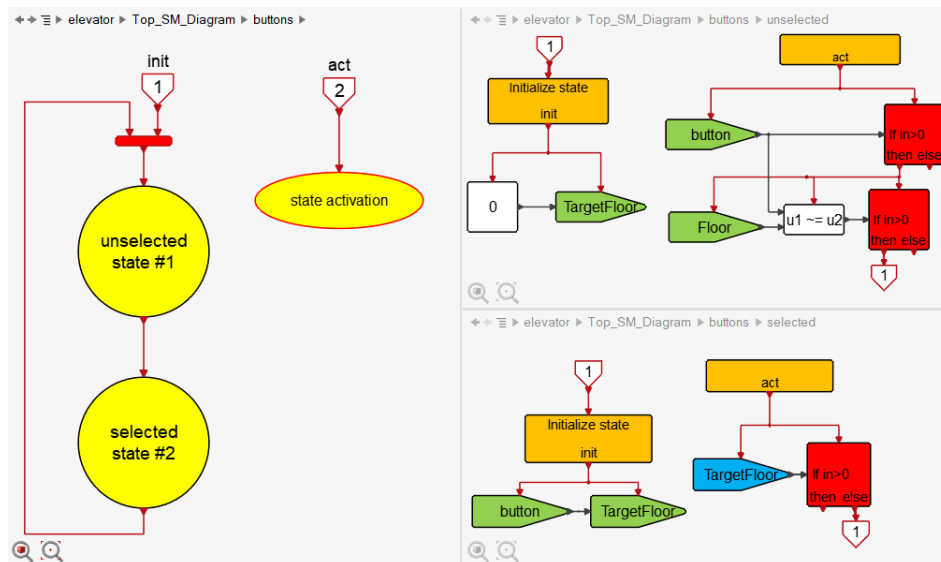 elevator Top_SM_Diagram buttons
init
1
act
2
state activation
unselected
state #1
selected
state #2
elevator Top_SM_Diagram buttons unselected
1
Initialize state
init
0
TargetFloor
act
button
If in>0
then else
Floor
u1 ~= u2
If in>0
then else
1
elevator Top_SM_Diagram buttons selected
1
Initialize state
init
button
TargetFloor
act
TargetFloor
If in>0
then else
1